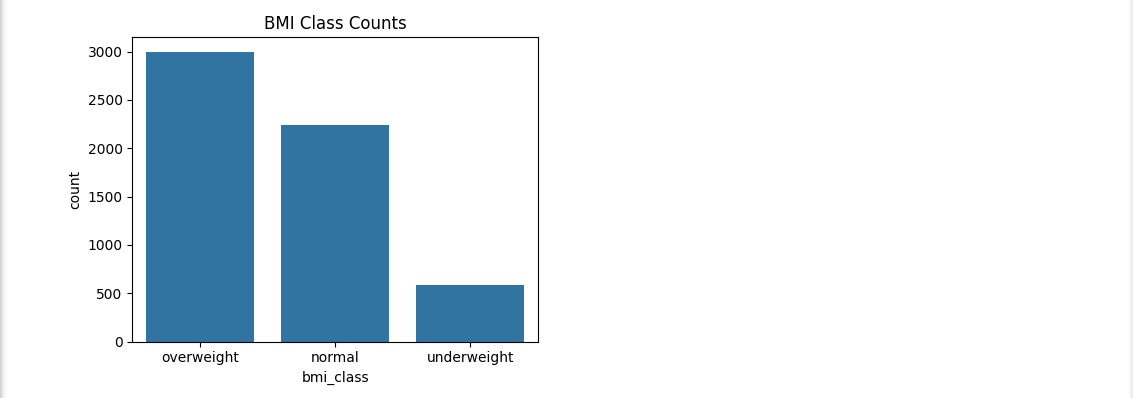 BMI Class Counts
3000
2500
2000
1500
1000
500
0
count
overweight normal underweight
bmi_class